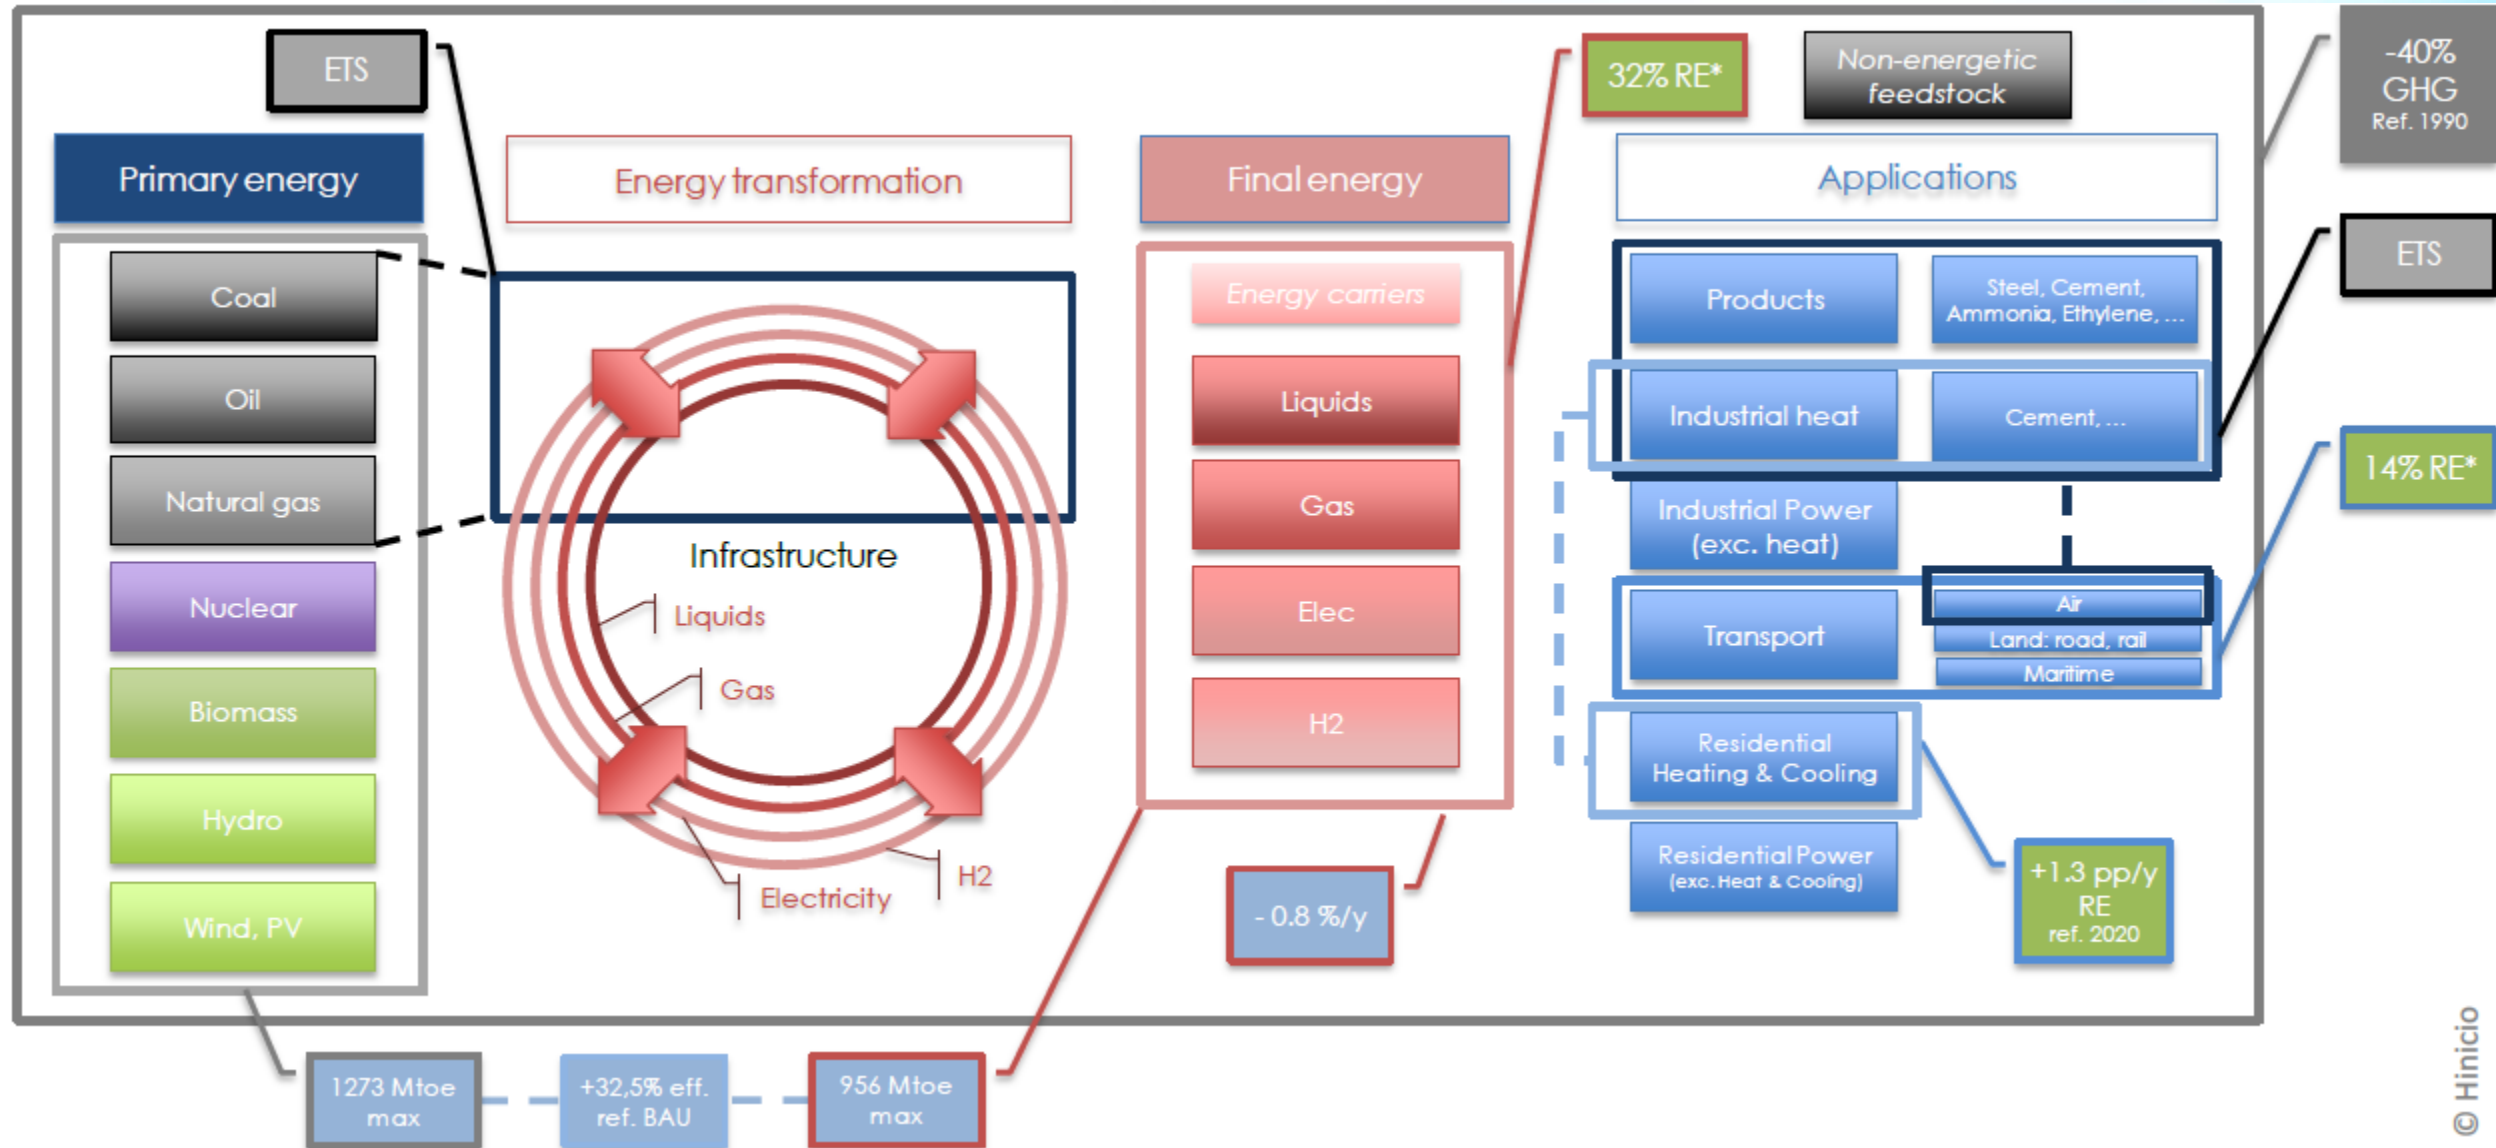 ETS
32% RE*
Non-energetic
feedstock
-40%
GHG
Ref. 1990
Primary energy
Energy transformation
Final energy
Applications
ETS
Coal
Oil
Natural gas
Nuclear
Biomass
Hydro
Wind, PV
Infrastructure
Liquids
Gas
Electricity
H2
Energy carriers
Liquids
Gas
Elec
H2
- 0.8 %/y
Products
Steel, Cement,
Ammonia, Ethylene, ...
Industrial heat
Cement, ...
Industrial Power
(exc. heat)
Transport
Air
Land: road, rail
Maritime
14% RE*
Residential
Heating & Cooling
Residential Power
(exc. Heat & Cooling)
+1.3 pp/y
RE
ref. 2020
1273 Mtoe
max
+32,5% eff.
ref. BAU
956 Mtoe
max
© Hinicio